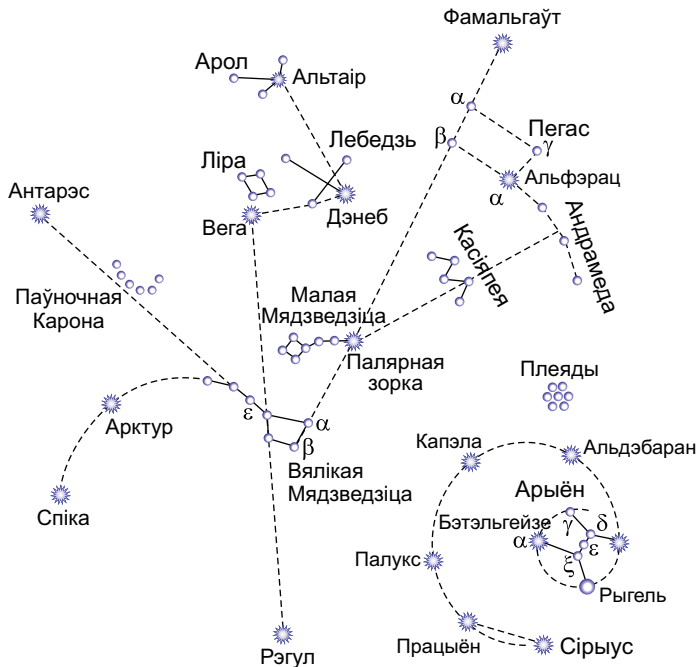 Фамальгаўт
Арол
Альтаір
α
Лебедзь
β
Пегас
γ
Ліра
Альфэрац
α
Антарэс
Вега
Дэнеб
Андрамеда
Касіяпея
Паўночная
Карона
Малая
Мядзведзіца
Палярная
зорка
Плеяды
ε
α
Арктур
β
Капэла
Альдэбаран
Вялікая
Мядзведзіца
Арыён
Спіка
Бэтэльгейзе
γ
δ
α
ε
Палукс
ξ
Рыгель
Працыён
Сірыус
Рэгул